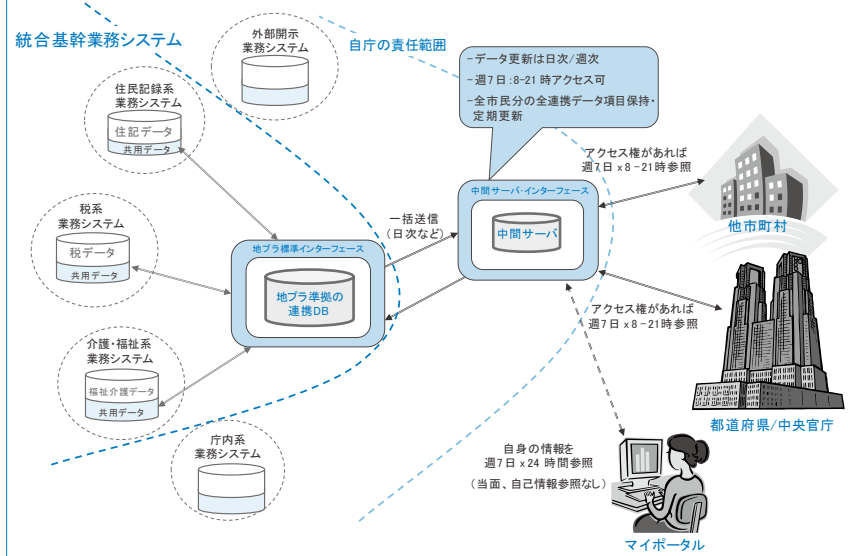 統合基幹業務システム
外部開示
業務システム
自庁の責任範囲
-データ更新は日次/週次
-週7日:8-21時アクセス可
-全市民分の全連携データ項目保持・
定期更新
住民記録系
業務システム
住記データ
共用データ
税系
業務システム
税データ
共用データ
介護・福祉系
業務システム
福祉介護データ
共用データ
庁内系
業務システム
地プラ標準インターフェース
地プラ準拠の
連携DB
一括送信
(日次など)
中間サーバ・インターフェース
中間サーバ
アクセス権があれば
週7日x8-21時参照
他市町村
アクセス権があれば
週7日x8-21時参照
都道府県/中央官庁
自身の情報を
週7日x24時間参照
(当面、自己情報参照なし)
マイポータル